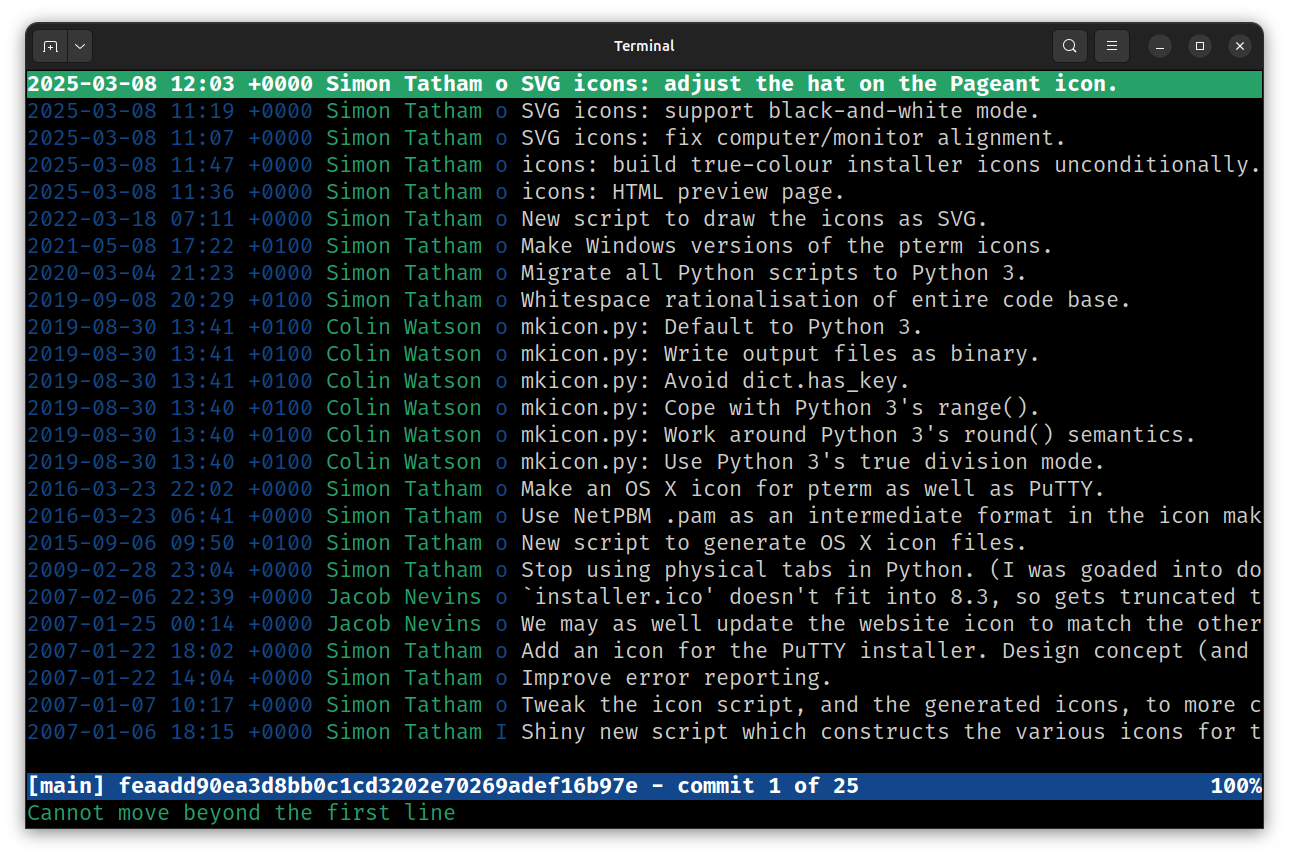 Terminal
2025-03-08 12:03 +0000 Simon Tatham o SVG icons: adjust the hat on the Pageant icon.
2025-03-08 11:19 +0000 Simon Tatham o SVG icons: support black-and-white mode.
2025-03-08 11:07 +0000 Simon Tatham o SVG icons: fix computer/monitor alignment.
2025-03-08 11:47 +0000 Simon Tatham o icons: build true-colour installer icons unconditionally.
2025-03-08 11:36 +0000 Simon Tatham o icons: HTML preview page.
2022-03-18 07:11 +0000 Simon Tatham o New script to draw the icons as SVG.
2021-05-08 17:22 +0100 Simon Tatham o Make Windows versions of the pterm icons.
2020-03-04 21:23 +0000 Simon Tatham o Migrate all Python scripts to Python 3.
2019-09-08 20:29 +0100 Simon Tatham o Whitespace rationalisation of entire code base.
2019-08-30 13:41 +0100 Colin Watson o mkicon.py: Default to Python 3.
2019-08-30 13:41 +0100 Colin Watson o mkicon.py: Write output files as binary.
2019-08-30 13:41 +0100 Colin Watson o mkicon.py: Avoid dict.has_key.
2019-08-30 13:40 +0100 Colin Watson o mkicon.py: Cope with Python 3's range().
2019-08-30 13:40 +0100 Colin Watson o mkicon.py: Work around Python 3's round() semantics.
2019-08-30 13:40 +0100 Colin Watson o mkicon.py: Use Python 3's true division mode.
2016-03-23 22:02 +0000 Simon Tatham o Make an OS X icon for pterm as well as PuTTY.
2016-03-23 06:41 +0000 Simon Tatham o Use NetPBM .pam as an intermediate format in the icon mak
2015-09-06 09:50 +0100 Simon Tatham o New script to generate OS X icon files.
2009-02-28 23:04 +0000 Simon Tatham o Stop using physical tabs in Python. (I was goaded into do
2007-02-06 22:39 +0000 Jacob Nevins o `installer.ico' doesn't fit into 8.3, so gets truncated t
2007-01-25 00:14 +0000 Jacob Nevins o We may as well update the website icon to match the other
2007-01-22 18:02 +0000 Simon Tatham o Add an icon for the PuTTY installer. Design concept (and
2007-01-22 14:04 +0000 Simon Tatham o Improve error reporting.
2007-01-07 10:17 +0000 Simon Tatham o Tweak the icon script, and the generated icons, to more c
2007-01-06 18:15 +0000 Simon Tatham I Shiny new script which constructs the various icons for t
[main] feaadd90ea3d8bb0c1cd3202e70269adef16b97e - commit 1 of 25 100%
Cannot move beyond the first line